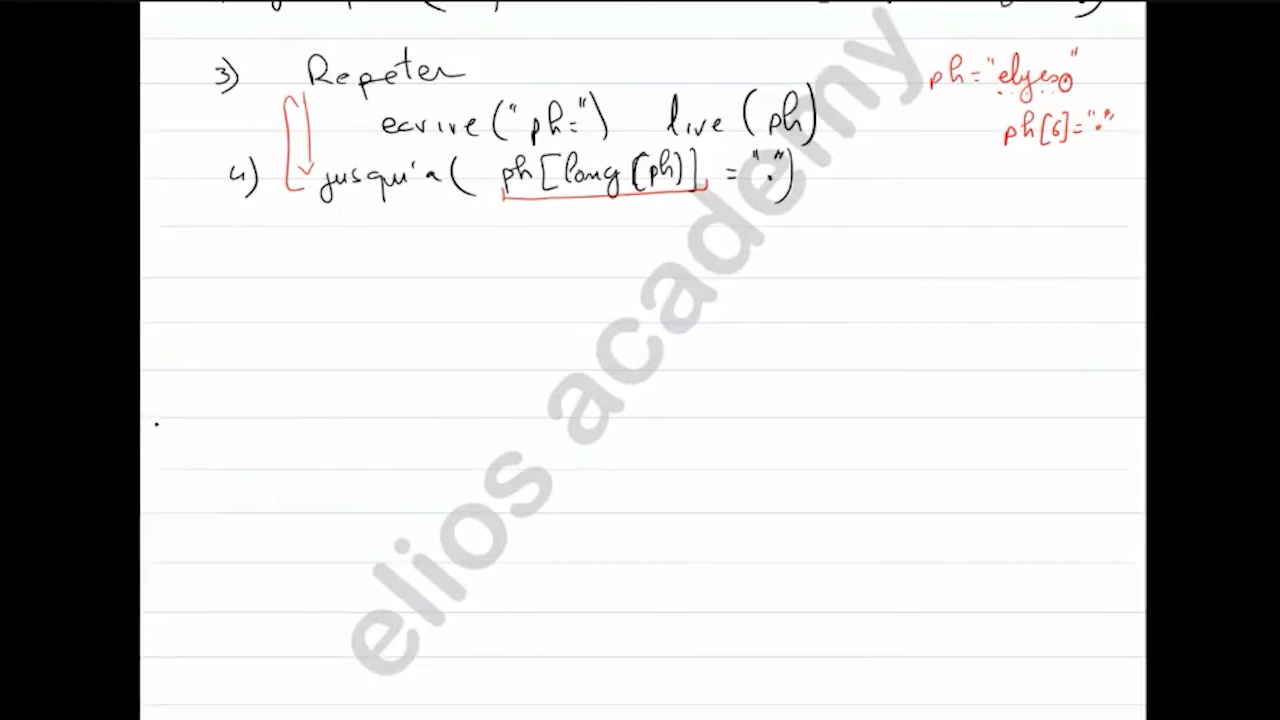 3) Repeter
ecrire("ph=") lire(ph)
4) jusqu'a( ph[long(ph)] = ".")
ph="elyes."
ph[6]="."
elios academy